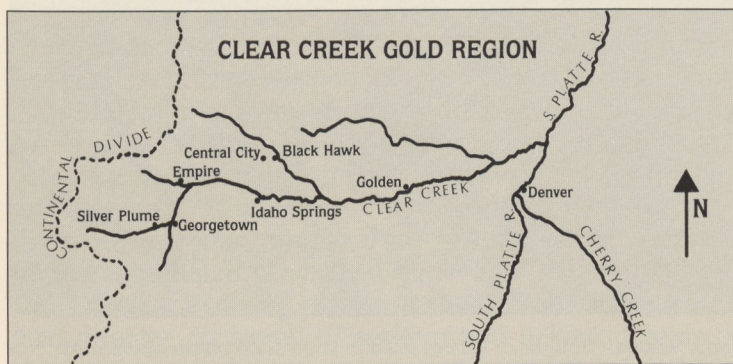 CLEAR CREEK GOLD REGION
S. PLATTE R.
CONTINENTAL DIVIDE
Central City
Black Hawk
Empire
Golden
CLEAR CREEK
Denver
N
Idaho Springs
Silver Plume
Georgetown
SOUTH PLATTE R.
CHERRY CREEK